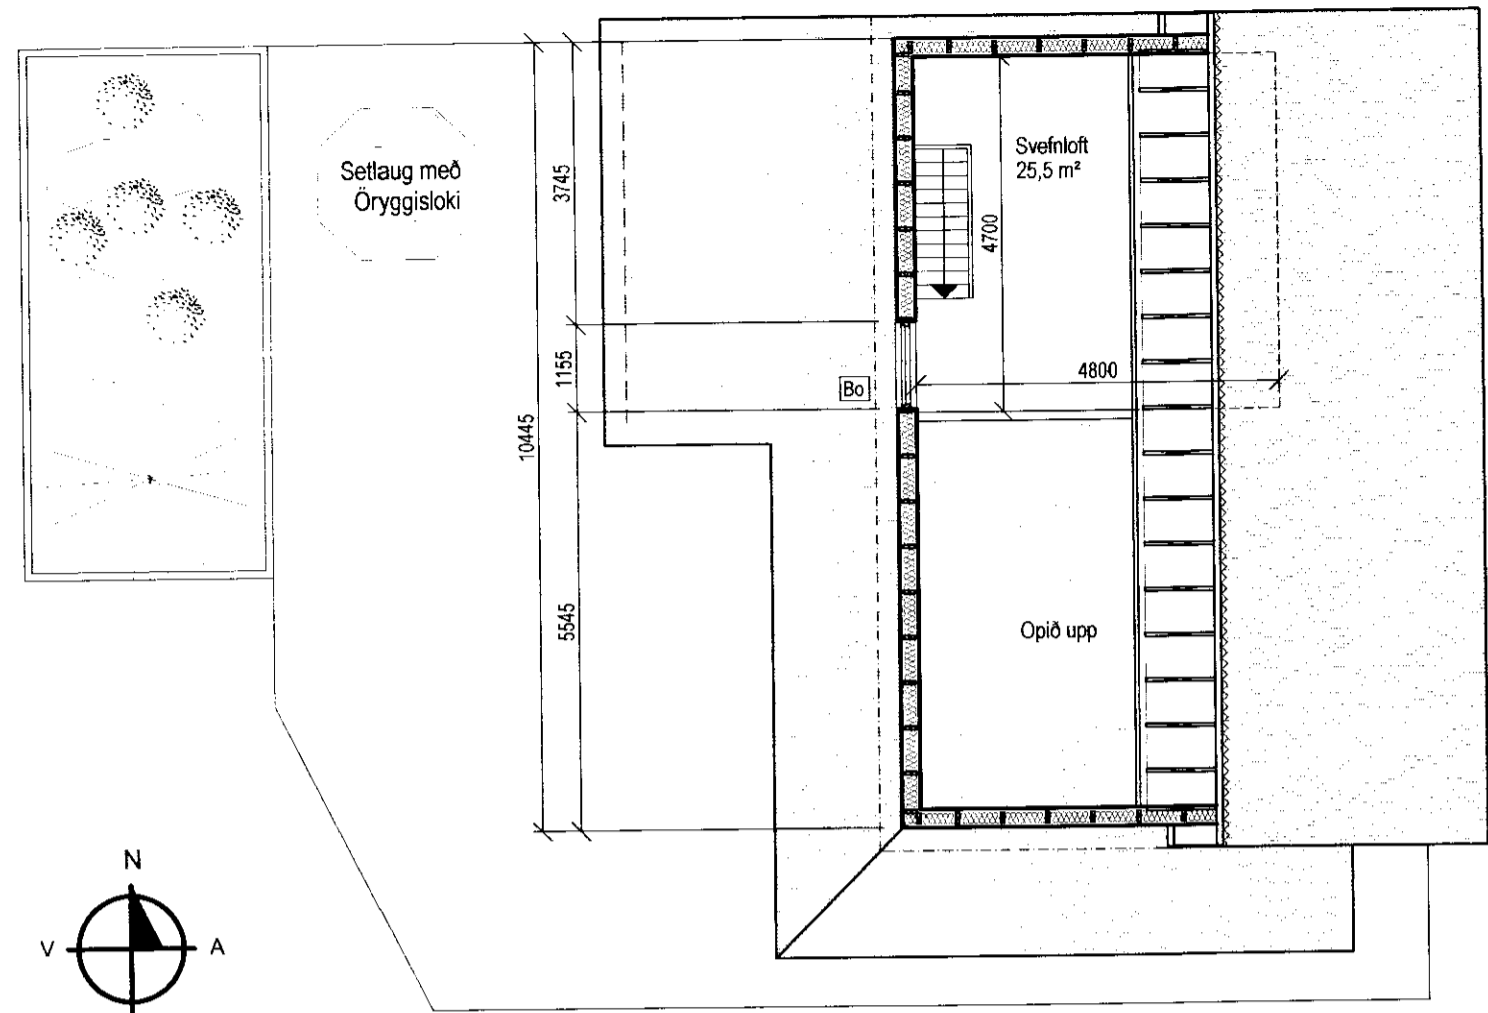 Setlaug með
Öryggisloki
3745
1155
10445
5545
Svefnloft
25,5 m²
4700
4800
Bo
Opið upp
N
V
A